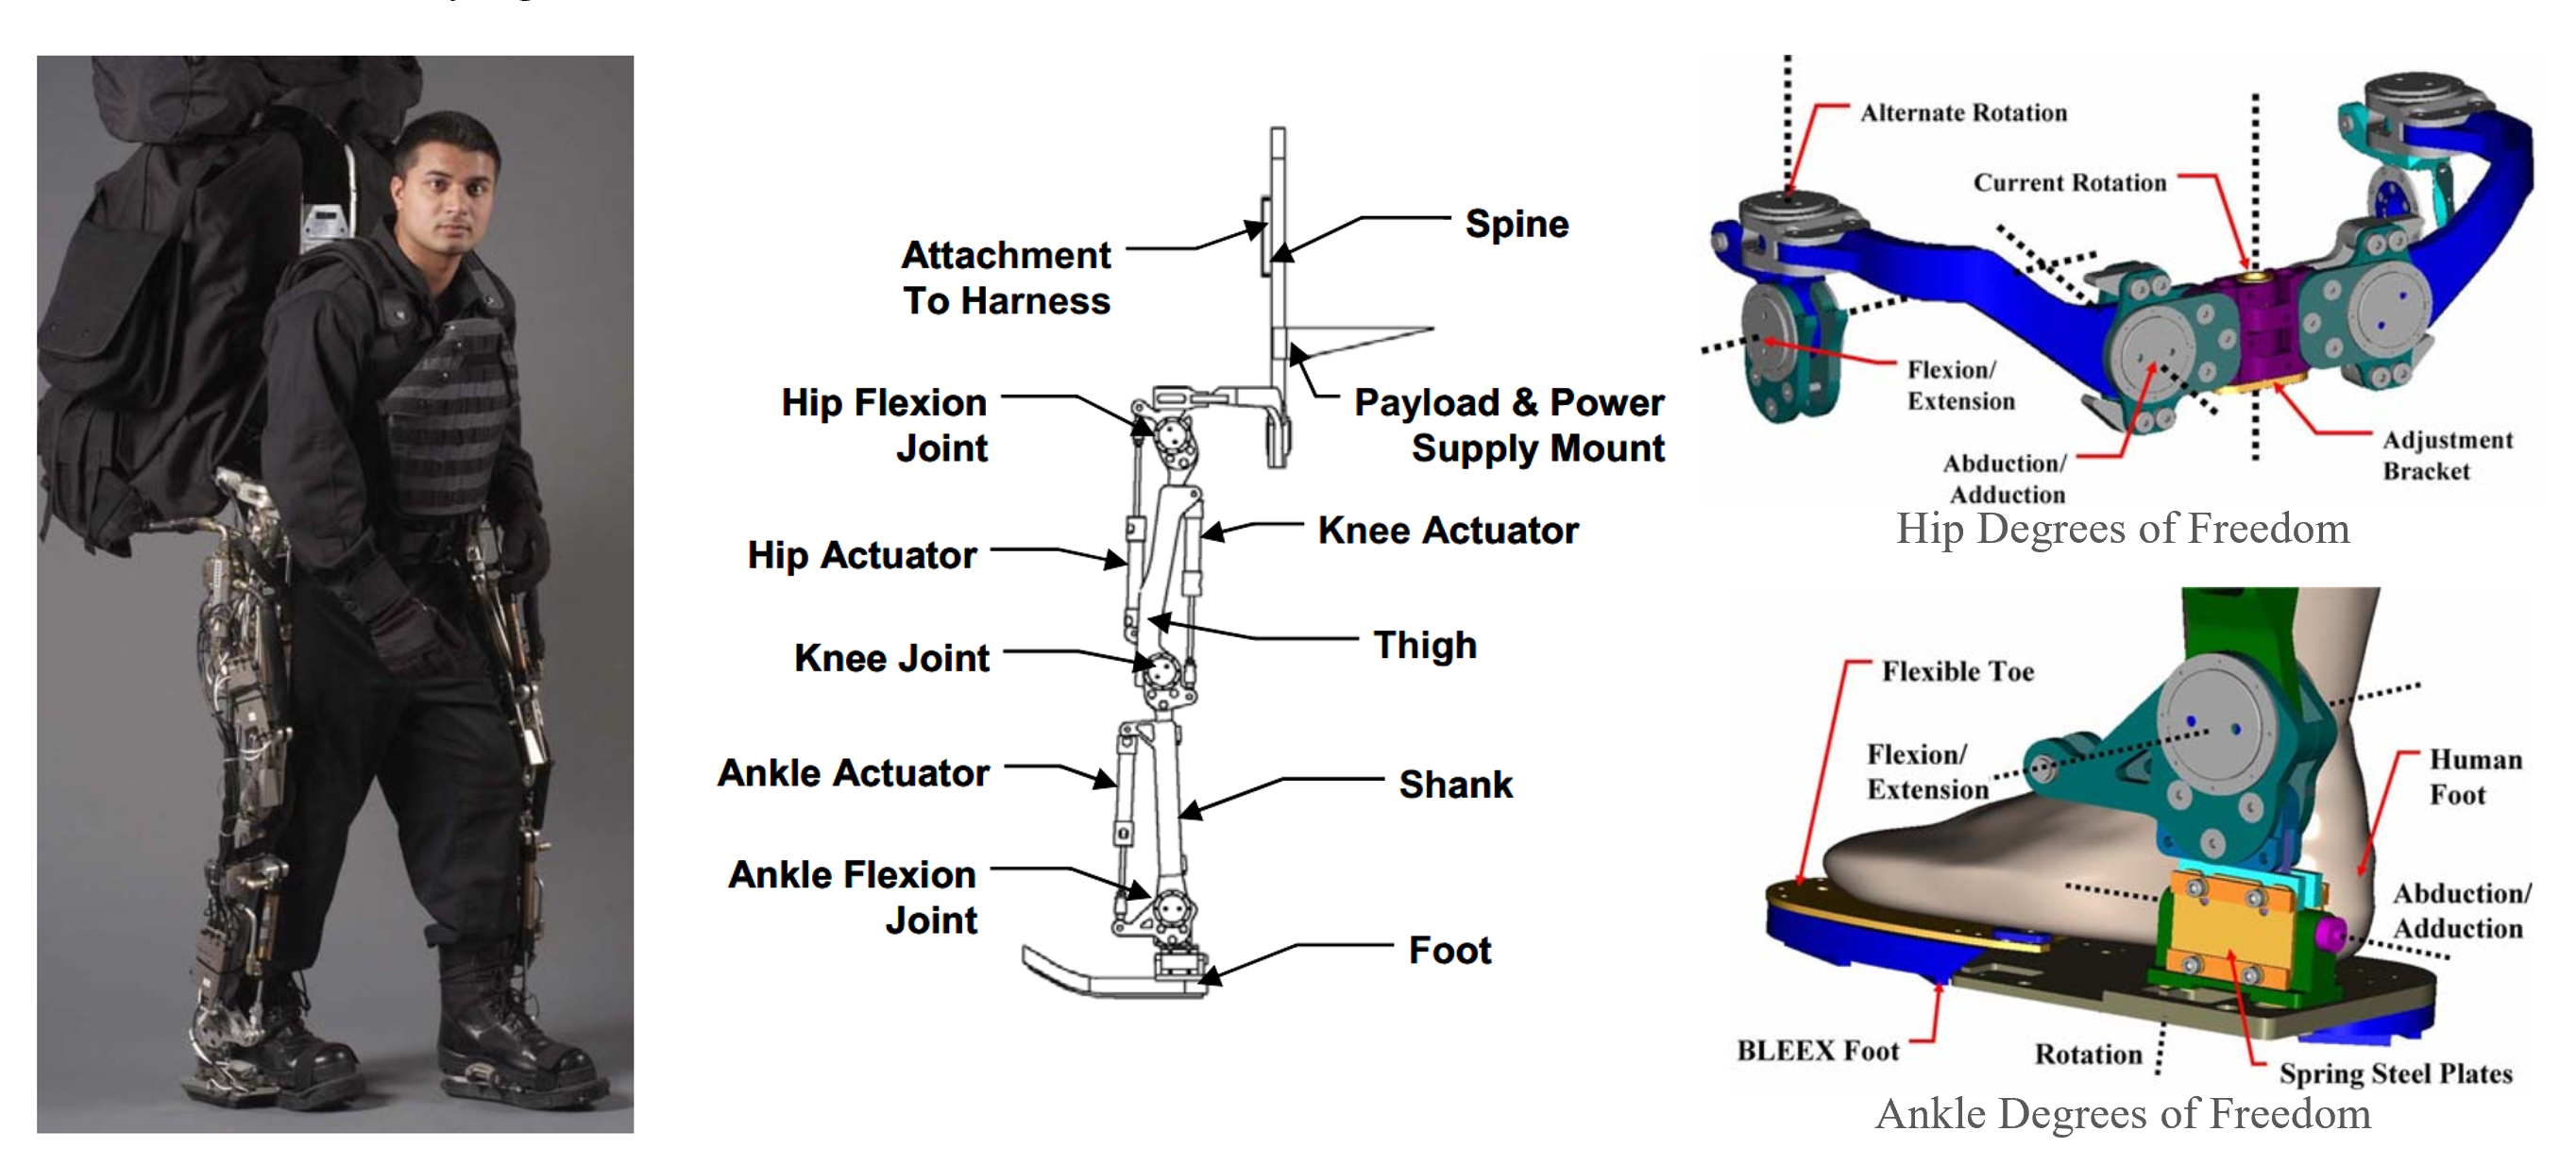 Attachment
To Harness
Spine
Hip Flexion
Joint
Payload & Power
Supply Mount
Hip Actuator
Knee Actuator
Knee Joint
Thigh
Ankle Actuator
Shank
Ankle Flexion
Joint
Foot
Alternate Rotation
Current Rotation
Flexion/
Extension
Abduction/
Adduction
Adjustment
Bracket
Hip Degrees of Freedom
Flexible Toe
Flexion/
Extension
Human
Foot
Abduction/
Adduction
BLEEX Foot
Rotation
Spring Steel Plates
Ankle Degrees of Freedom